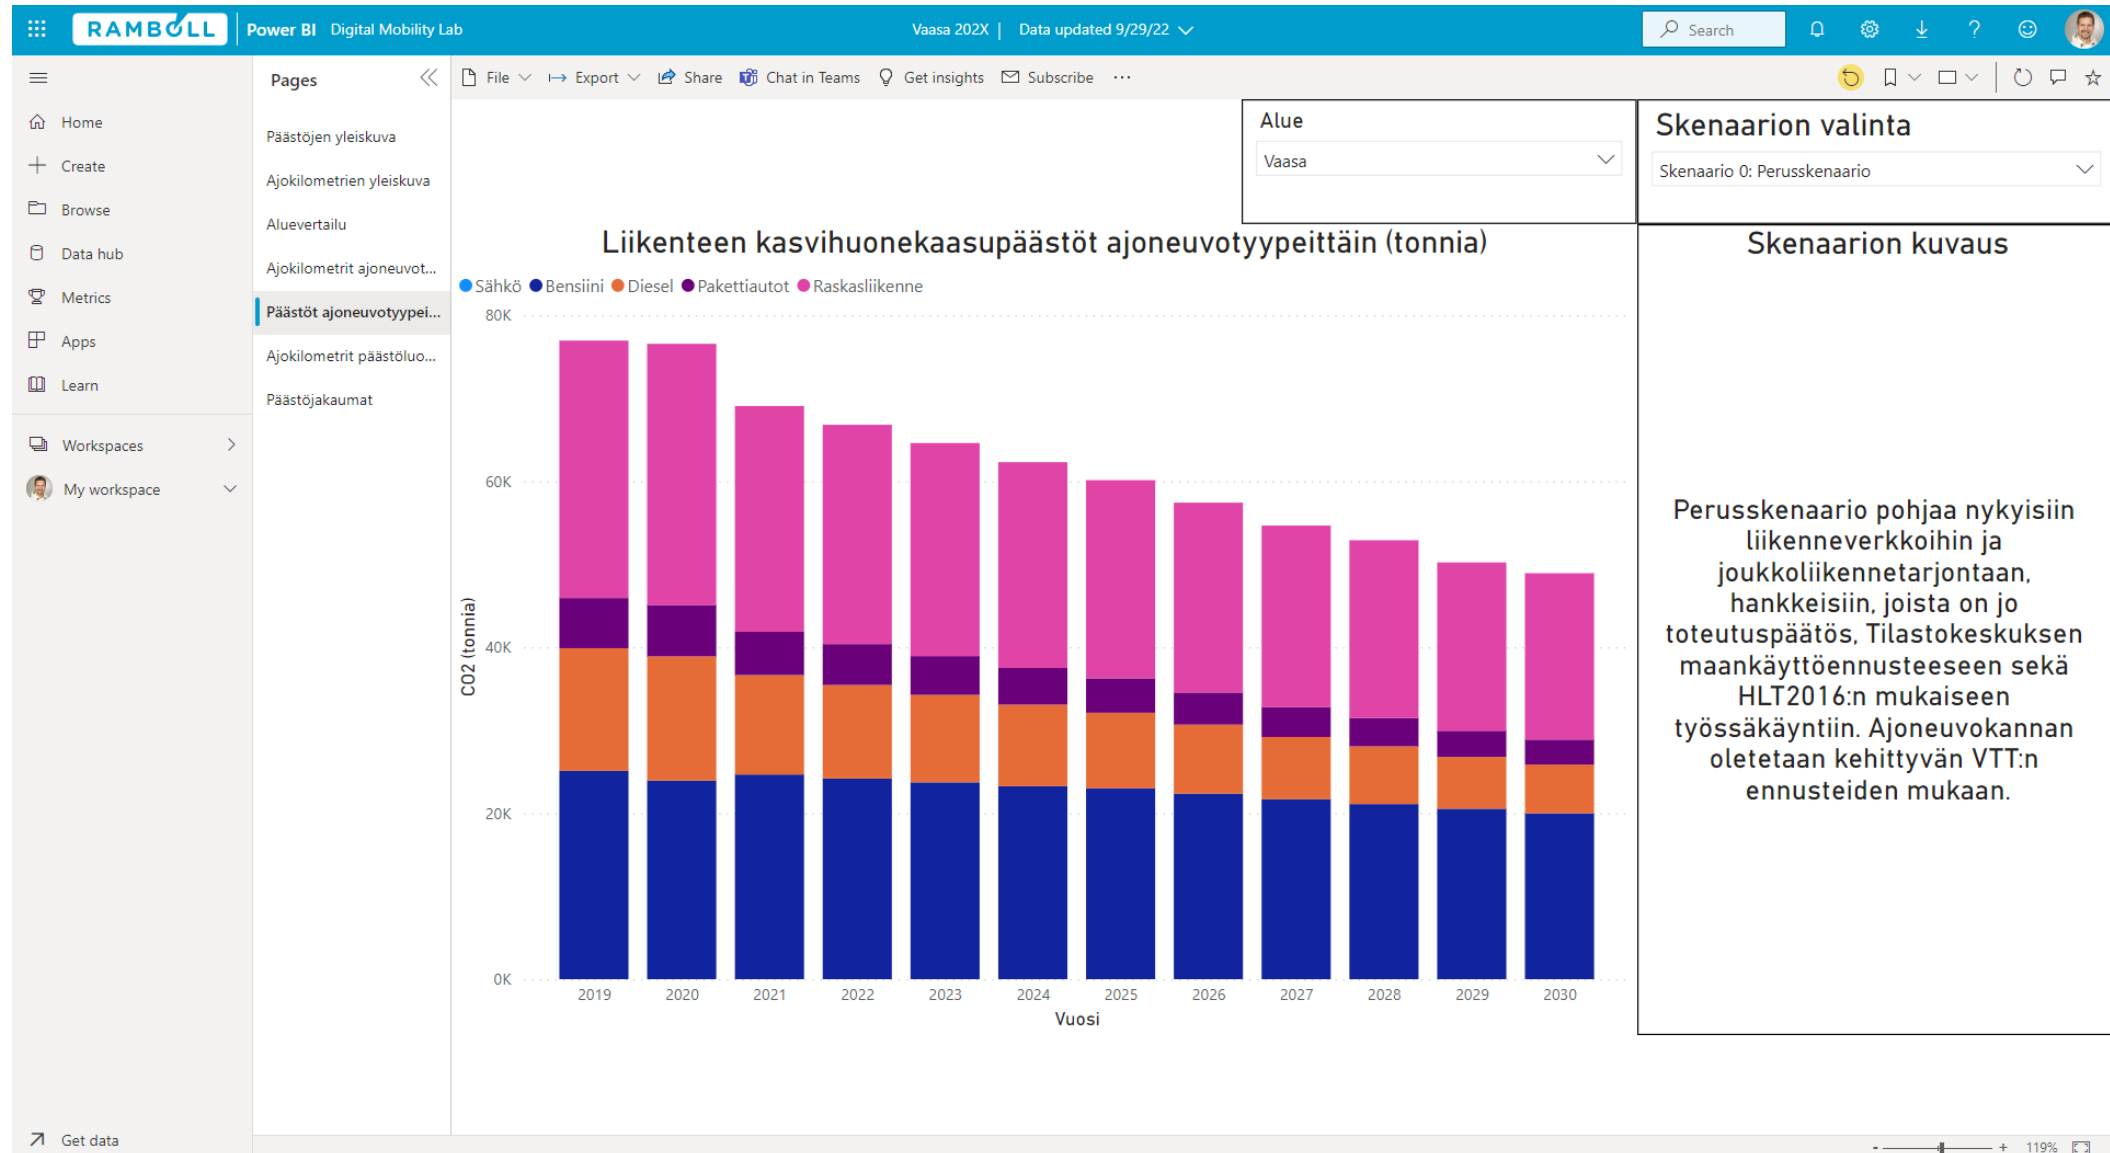 RAMBOLL
Power BI Digital Mobility Lab
Vaasa 202X | Data updated 9/29/22
Search
Pages
File Export Share Chat in Teams Get insights Subscribe ...
Home
Create
Browse
Data hub
Metrics
Apps
Learn
Workspaces
My workspace
Get data
Päästöjen yleiskuva
Ajokilometrien yleiskuva
Aluevertailu
Ajokilometrit ajoneuvot...
Päästöt ajoneuvotyypei...
Ajokilometrit päästöluo...
Päästöjakaumat
Alue
Vaasa
Skenaarion valinta
Skenaario 0: Perusskenaario
Liikenteen kasvihuonekaasupäästöt ajoneuvotyypeittäin (tonnia)
Sähkö Bensiini Diesel Pakettiautot Raskasliikenne
80K
60K
40K
20K
0K
CO2 (tonnia)
2019 2020 2021 2022 2023 2024 2025 2026 2027 2028 2029 2030
Vuosi
Skenaarion kuvaus
Perusskenaario pohjaa nykyisiin
liikenneverkkoihin ja
joukkoliikennetarjontaan,
hankkeisiin, joista on jo
toteutuspäätös, Tilastokeskuksen
maankäyttöennusteeseen sekä
HLT2016:n mukaiseen
työssäkäyntiin. Ajoneuvokannan
oletetaan kehittyvän VTT:n
ennusteiden mukaan.
- + 119%